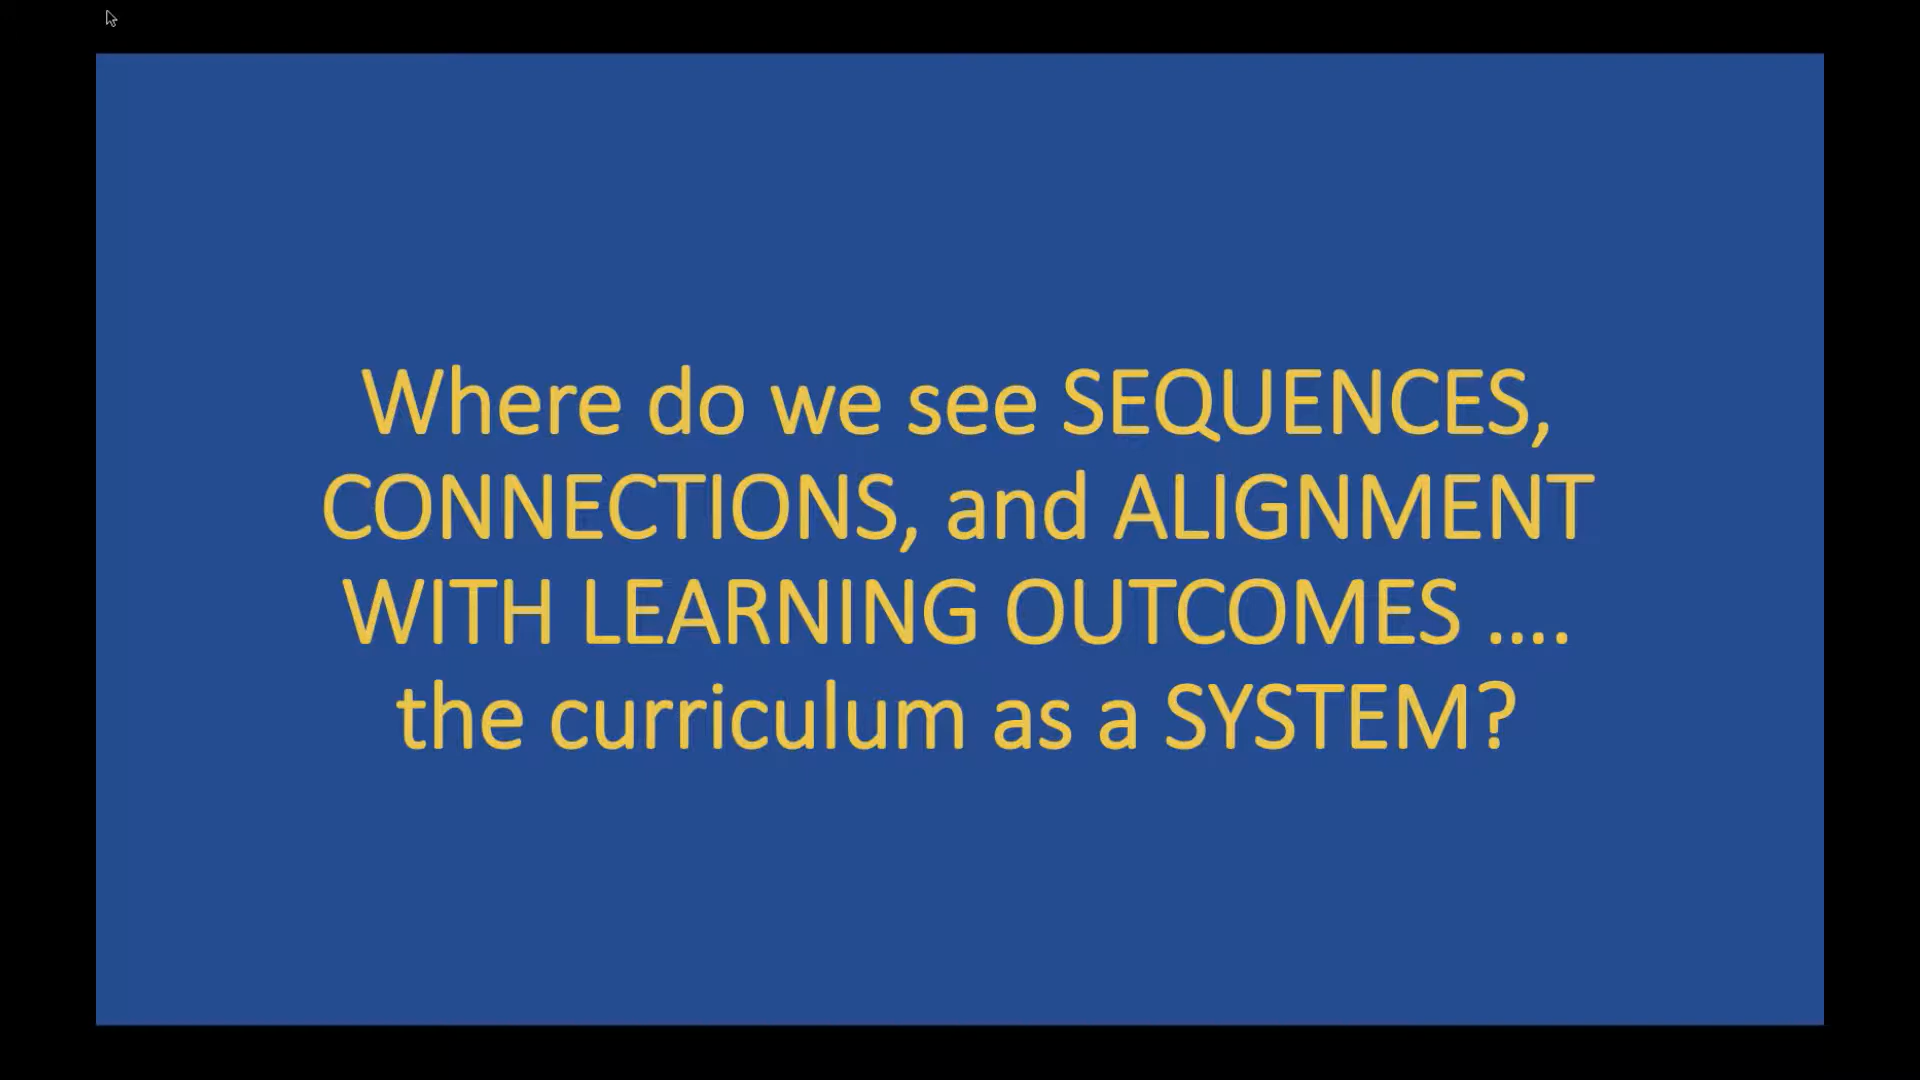 Where do we see SEQUENCES,
CONNECTIONS, and ALIGNMENT
WITH LEARNING OUTCOMES ....
the curriculum as a SYSTEM?